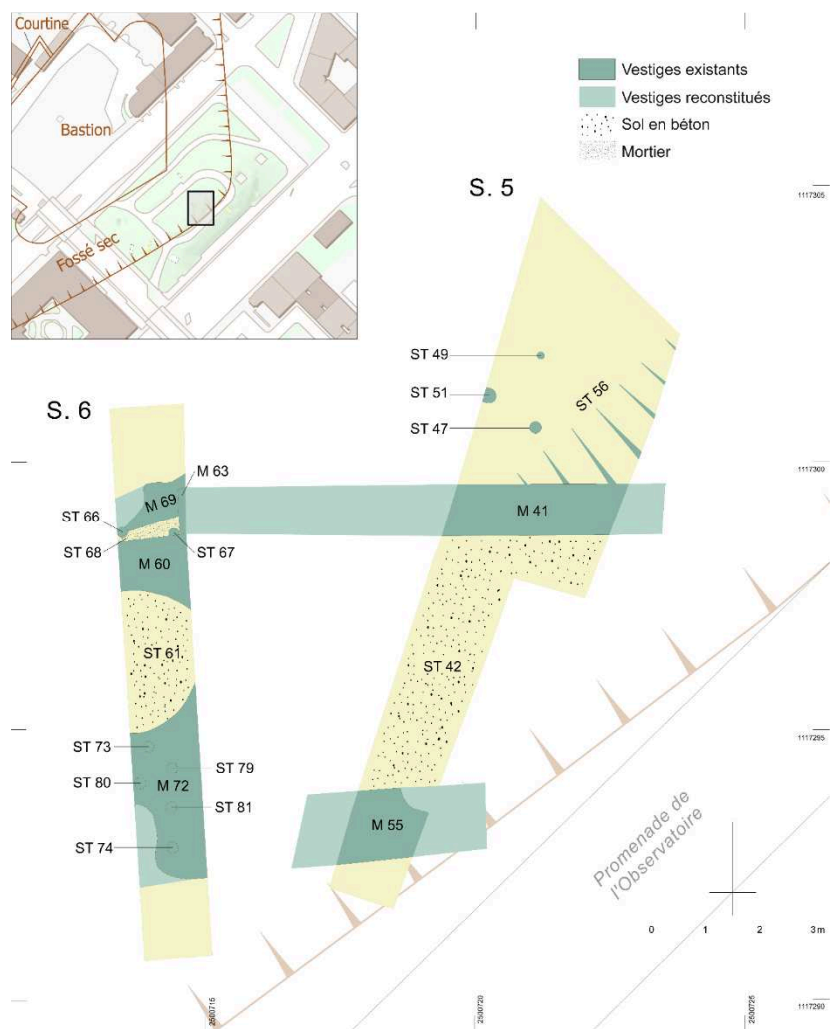 Courtine
Bastion
Fossé sec
Vestiges existants
Vestiges reconstitués
Sol en béton
Mortier
S. 5
1117305
ST 49
ST 51
ST 47
ST 56
S. 6
M 63
1117300
M 69
M 41
ST 66
ST 68
ST 67
M 60
ST 61
ST 42
ST 73
1117295
ST 79
ST 80
M 72
ST 81
M 55
ST 74
Promenade de
l'Observatoire
0 1 2 3 m
2500715
2500720
2500725
1117290